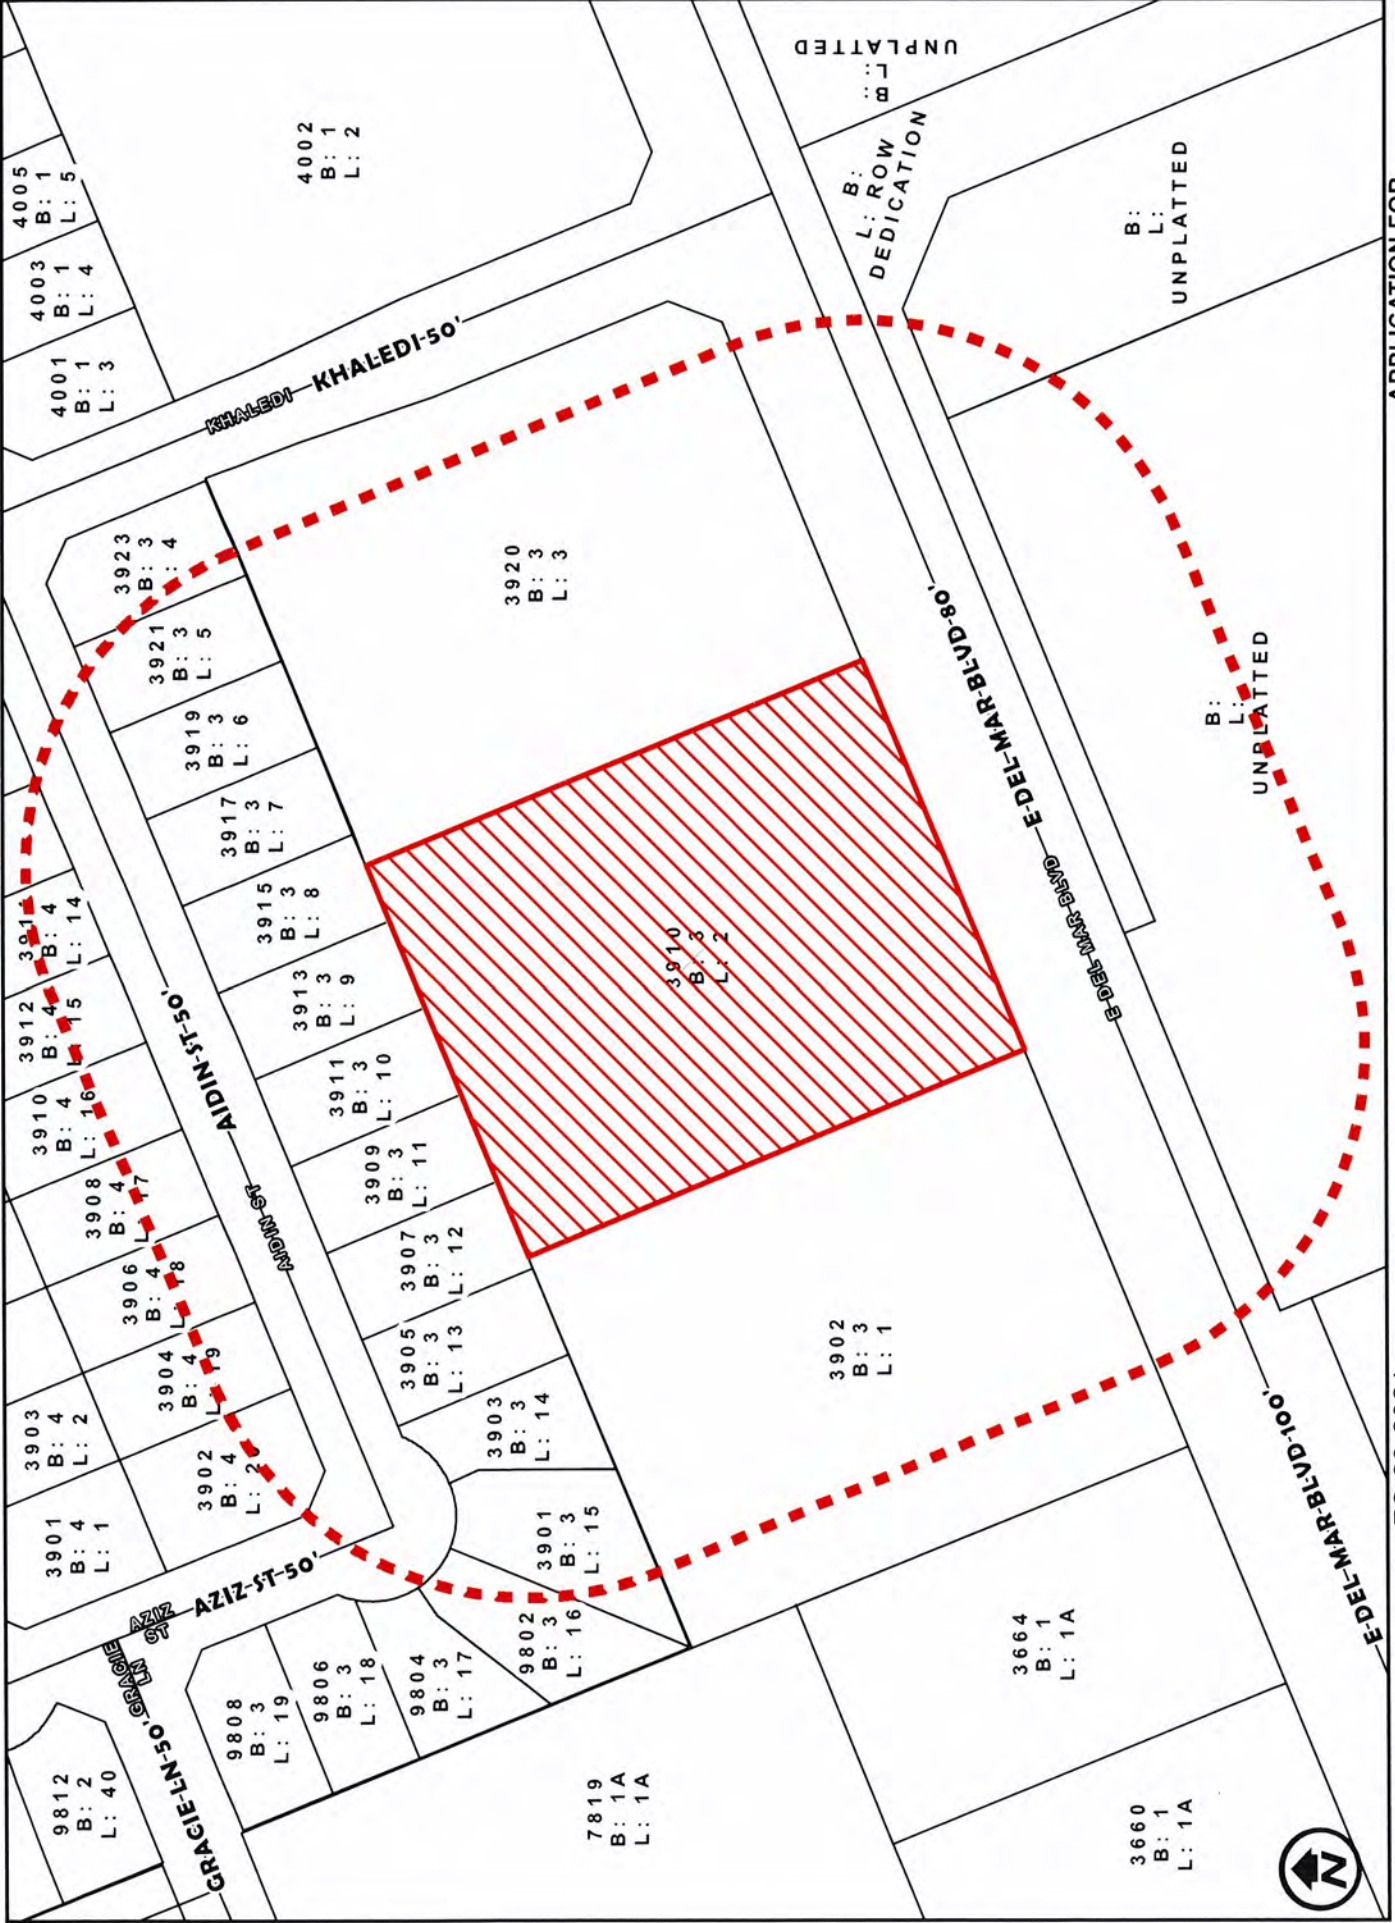 9812
B: 2
L: 40
GRACIE-LN-50'
GRACIE
LN
AZIZ
ST
AZIZ-ST-50'
9808
B: 3
L: 19
9806
B: 3
L: 18
9804
B: 3
L: 17
9802
B: 3
L: 16
3901
B: 4
L: 1
3903
B: 4
L: 2
3902
B: 4
3904
B: 4
3906
B: 4
3908
B: 4
3910
B: 4
L: 16
3912
B: 4
L: 15
B: 4
L: 14
AIDIN-ST
AIDIN-ST-50'
3901
B: 3
L: 15
3903
B: 3
L: 14
3905
B: 3
L: 13
3907
B: 3
L: 12
3909
B: 3
L: 11
3911
B: 3
L: 10
3913
B: 3
L: 9
3915
B: 3
L: 8
3917
B: 3
L: 7
3919
B: 3
L: 6
3921
B: 3
L: 5
3923
B: 3
: 4
4001
B: 1
L: 3
4003
B: 1
L: 4
4005
B: 1
L: 5
KHALEDI
KHALEDI-50'
4002
B: 1
L: 2
7819
B: 1A
L: 1A
3902
B: 3
L: 1
3910
B: 3
L: 2
3920
B: 3
L: 3
3660
B: 1
L: 1A
3664
B: 1
L: 1A
E-DEL-MAR-BLVD-100'
E-DEL MAR-BLVD
E-DEL-MAR-BLVD-80'
B:
L: ROW
DEDICATION
B:
L:
UNPLATTED
B:
L:
UNPLATTED
B:
L:
UNPLATTED
N
APPLICATION FOR